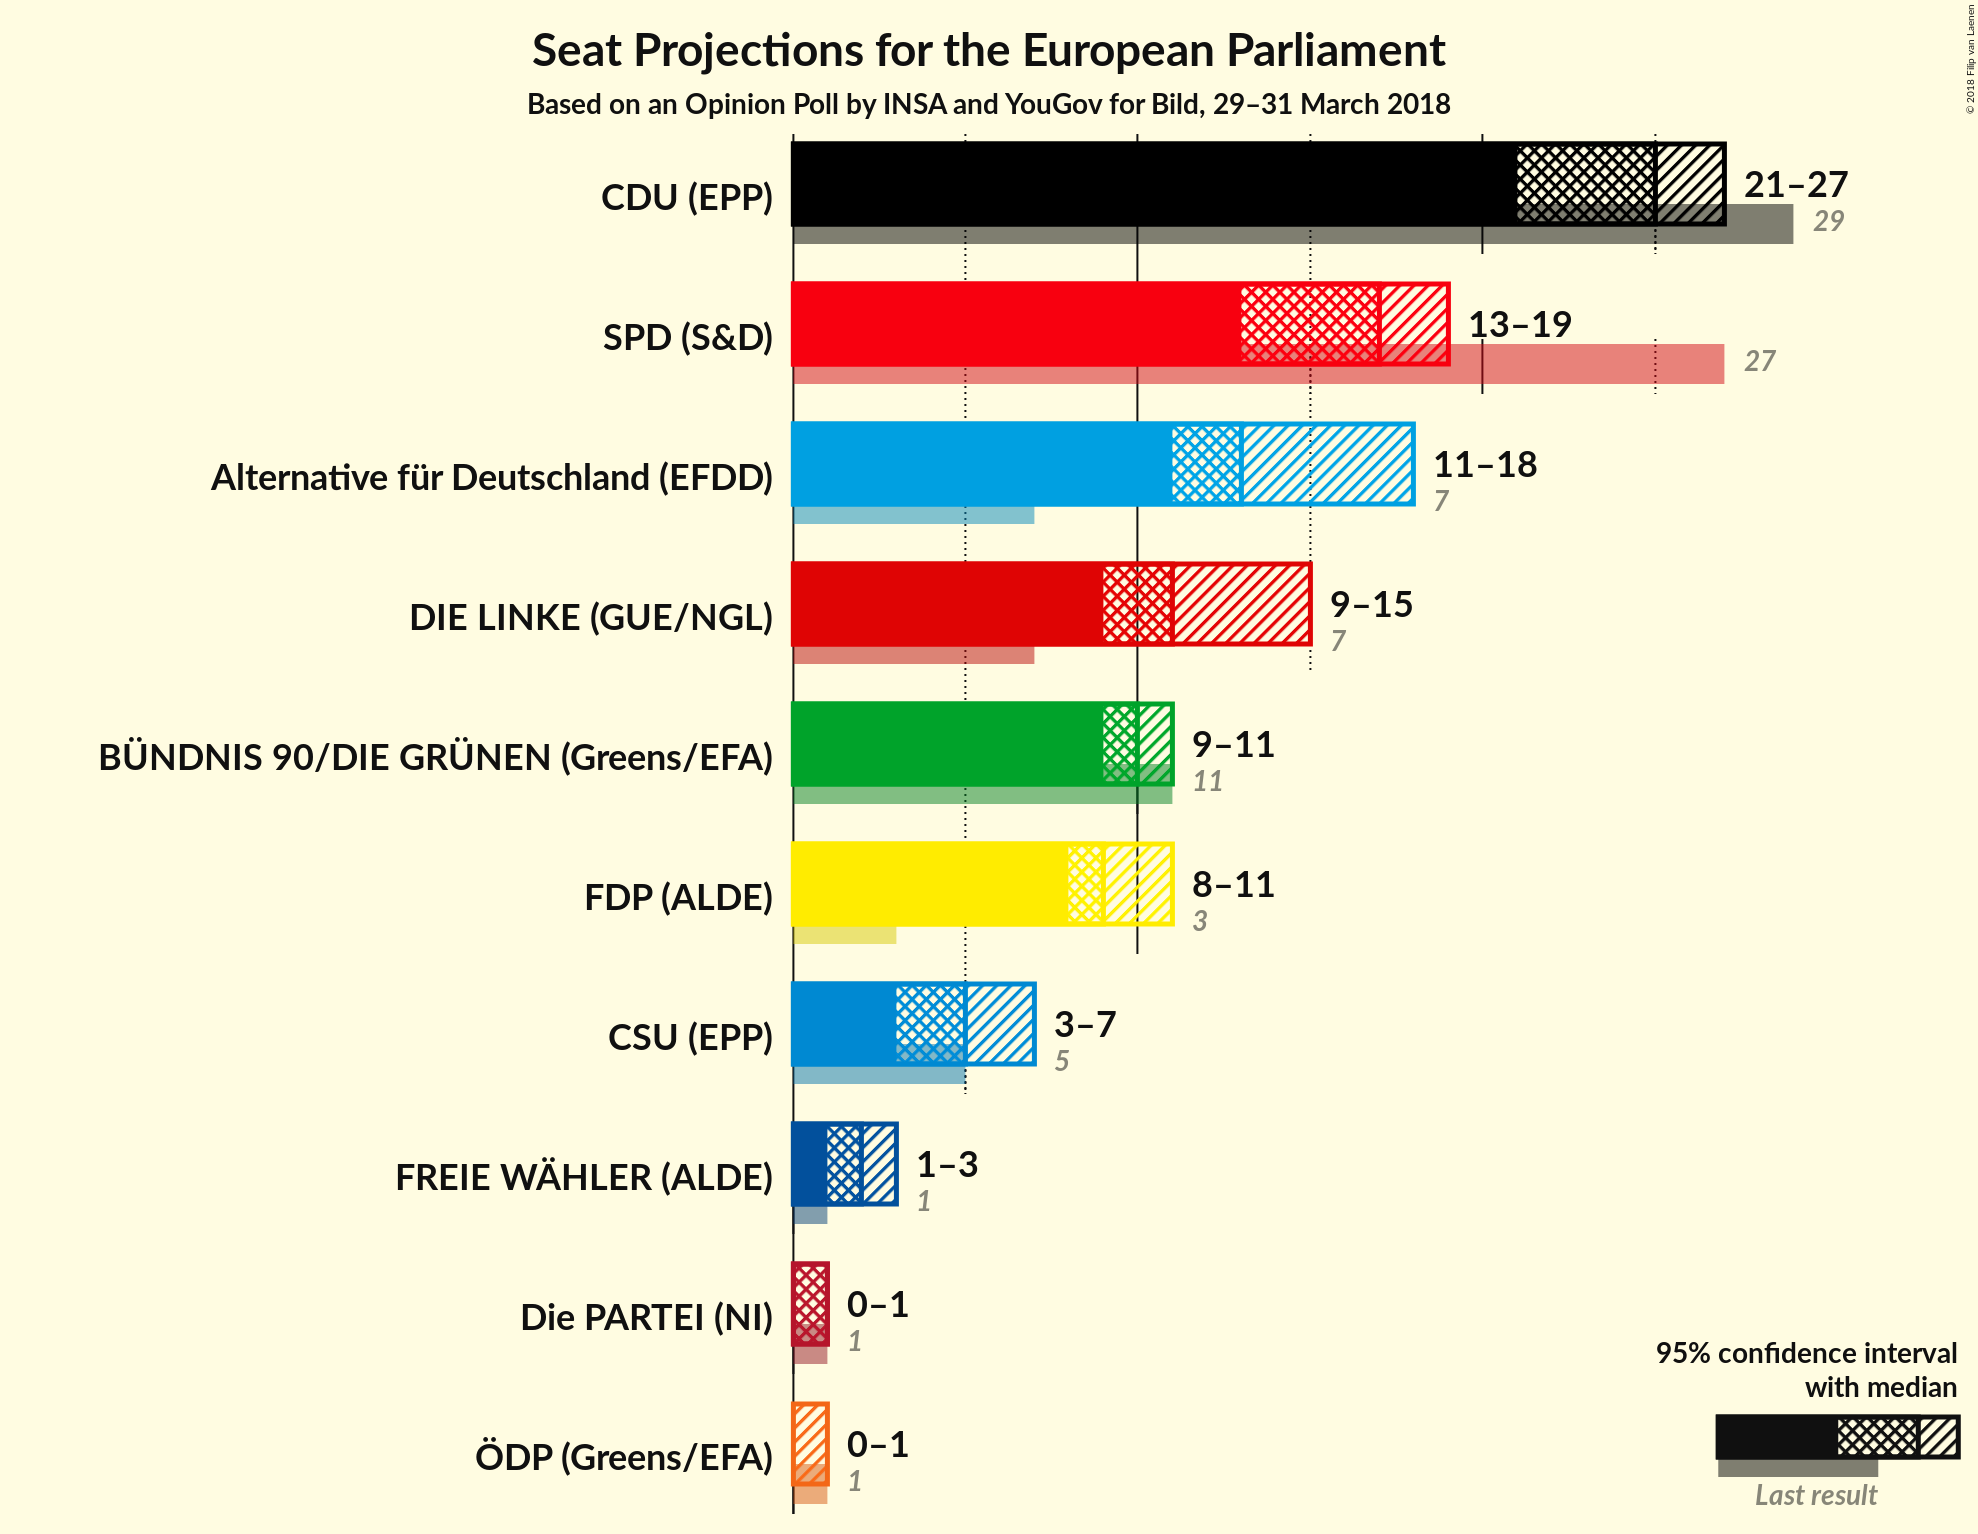 Seat Projections for the European Parliament
Based on an Opinion Poll by INSA and YouGov for Bild, 29–31 March 2018
© 2018 Filip van Laenen
CDU (EPP)
21–27
29
SPD (S&D)
13–19
27
Alternative für Deutschland (EFDD)
11–18
7
DIE LINKE (GUE/NGL)
9–15
7
BÜNDNIS 90/DIE GRÜNEN (Greens/EFA)
9–11
11
FDP (ALDE)
8–11
3
CSU (EPP)
3–7
5
FREIE WÄHLER (ALDE)
1–3
1
Die PARTEI (NI)
0–1
1
ÖDP (Greens/EFA)
0–1
1
95% confidence interval
with median
Last result